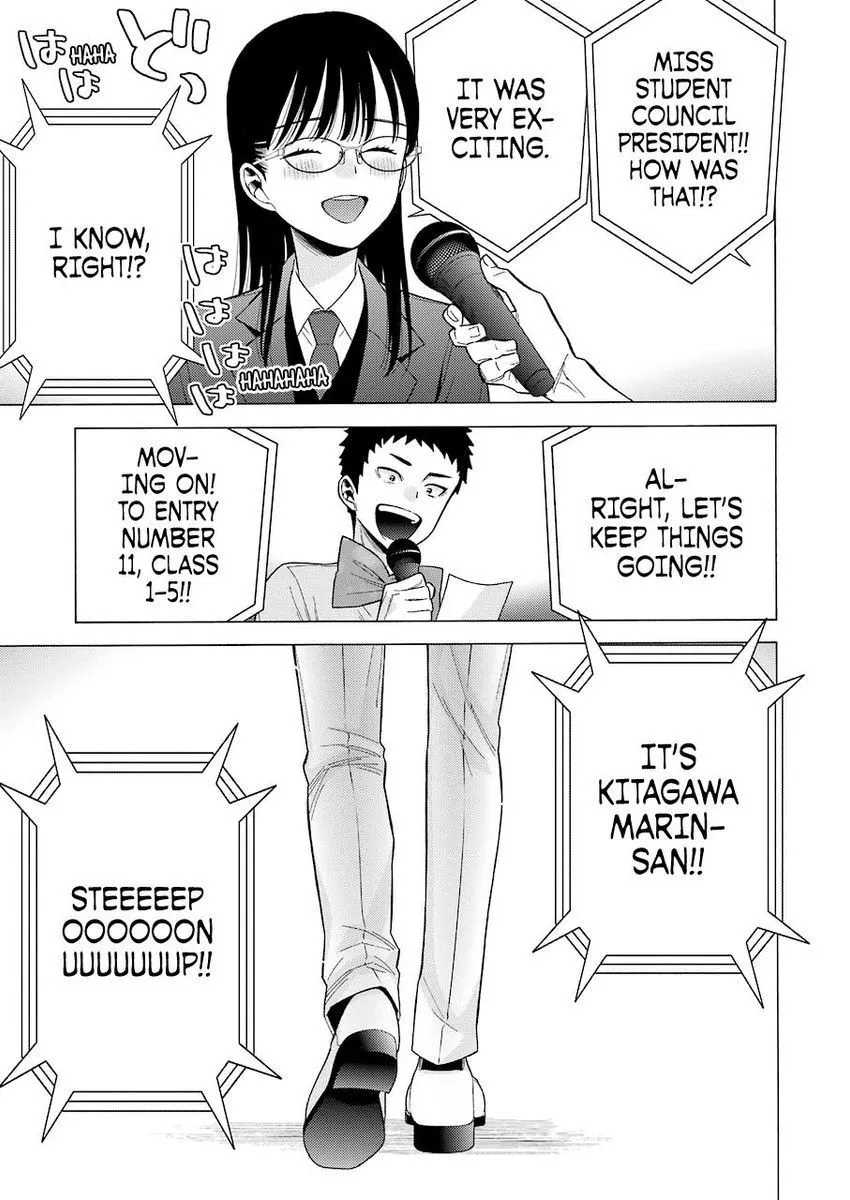 MISS
STUDENT
COUNCIL
PRESIDENT!!
HOW WAS
THAT!?
IT WAS
VERY EX-
CITING.
どっ
はは
HAHA
I KNOW,
RIGHT!?
はははは
HAHAHAHA
AL-
RIGHT, LET'S
KEEP THINGS
GOING!!
MOV-
ING ON!
TO ENTRY
NUMBER
11, CLASS
1-5!!
IT'S
KITAGAWA
MARIN-
SAN!!
STEEEEEP
OOOOOON
UUUUUUUP!!